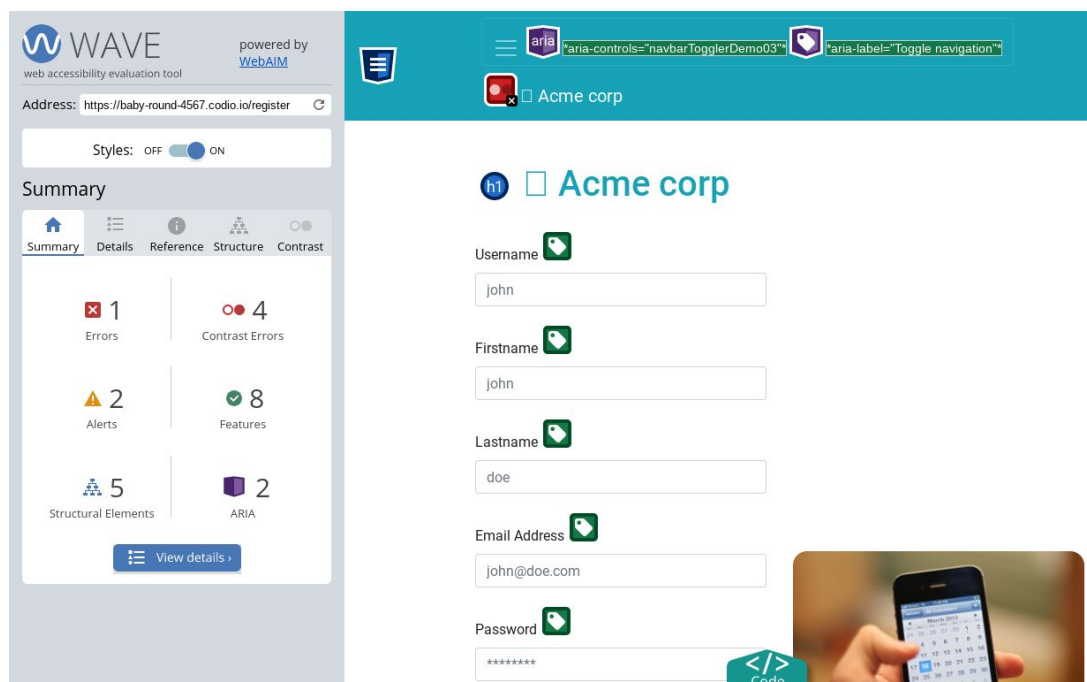 WAVE
powered by
WebAIM
web accessibility evaluation tool
Address: https://baby-round-4567.codio.io/register
Styles: OFF ON
Summary
Summary Details Reference Structure Contrast
1
Errors
4
Contrast Errors
2
Alerts
8
Features
5
Structural Elements
2
ARIA
View details ›
aria *aria-controls="navbarTogglerDemo03"* *aria-label="Toggle navigation"*
Acme corp
h1 Acme corp
Username
john
Firstname
john
Lastname
doe
Email Address
john@doe.com
Password
********
</>
Code
March 2013